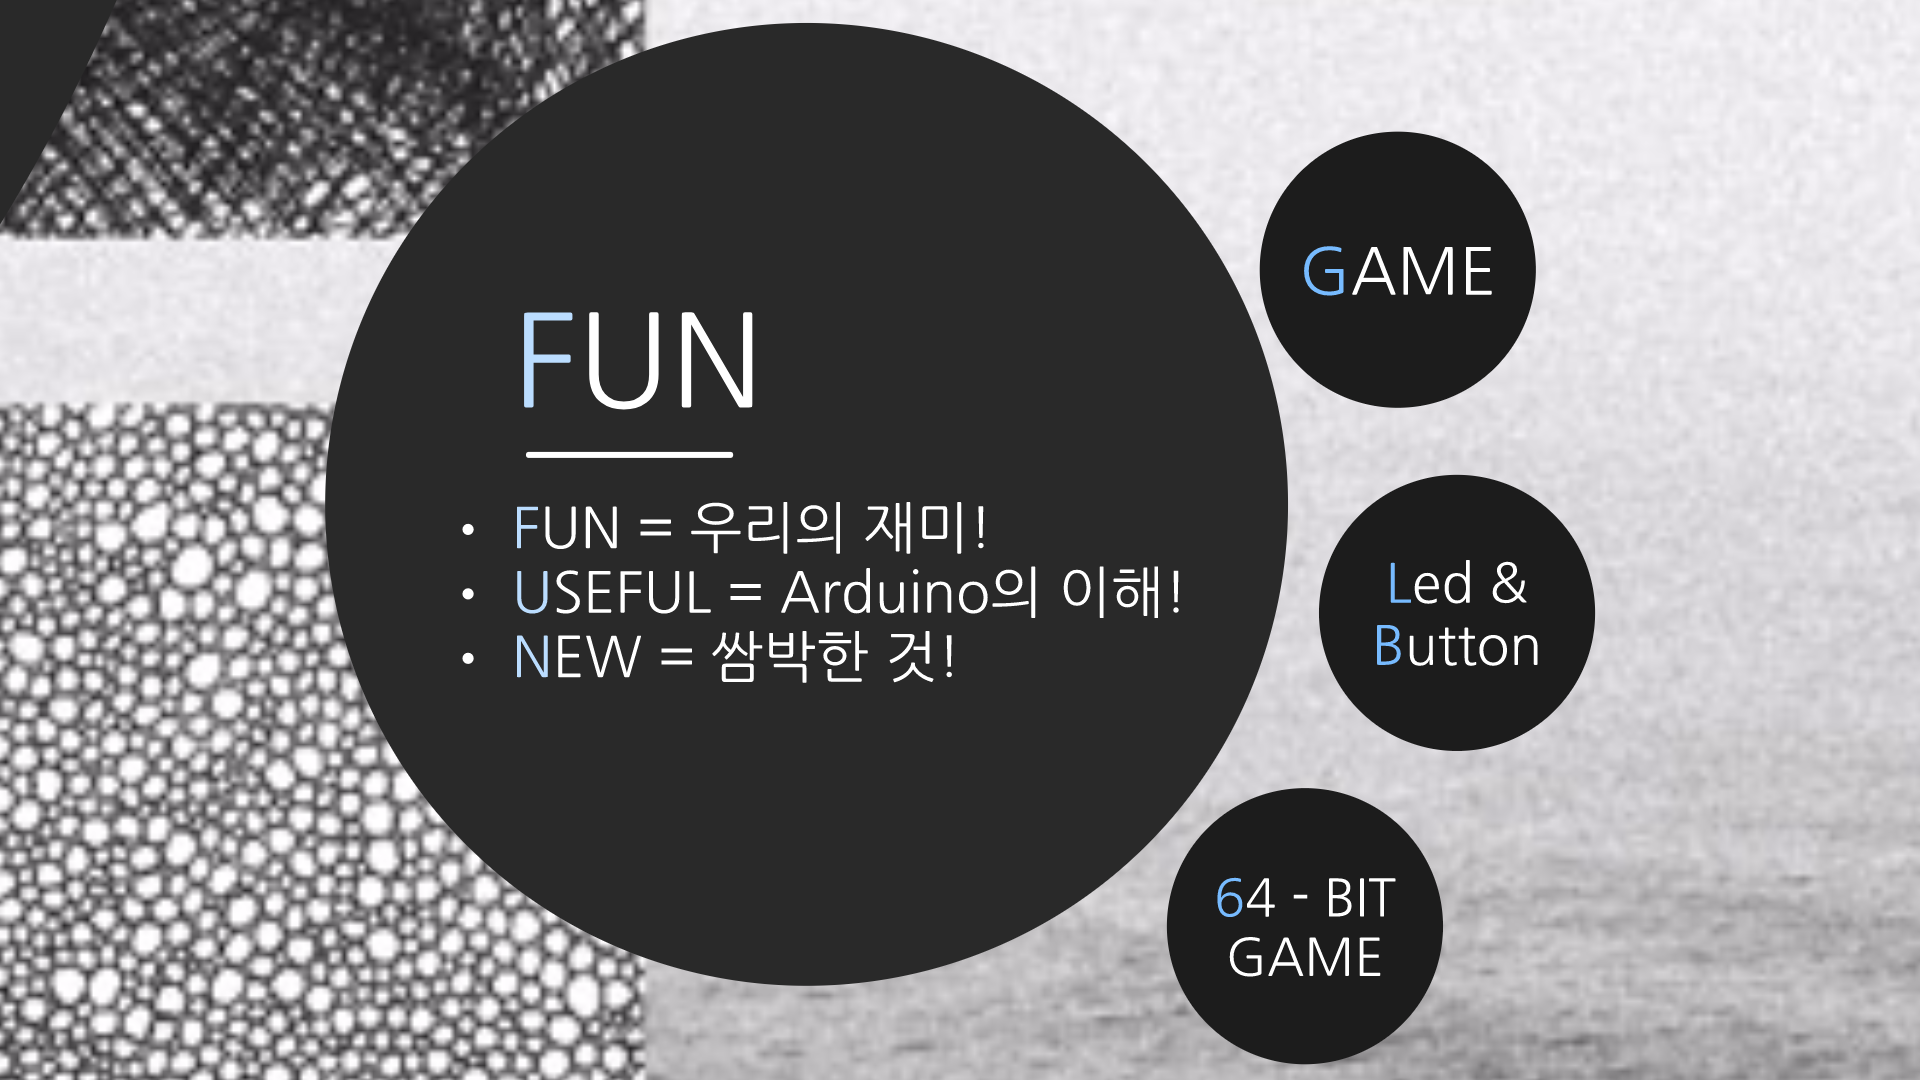 FUN
• FUN = 우리의 재미!
• USEFUL = Arduino의 이해!
• NEW = 쌈박한 것!
GAME
Led &
Button
64 - BIT
GAME